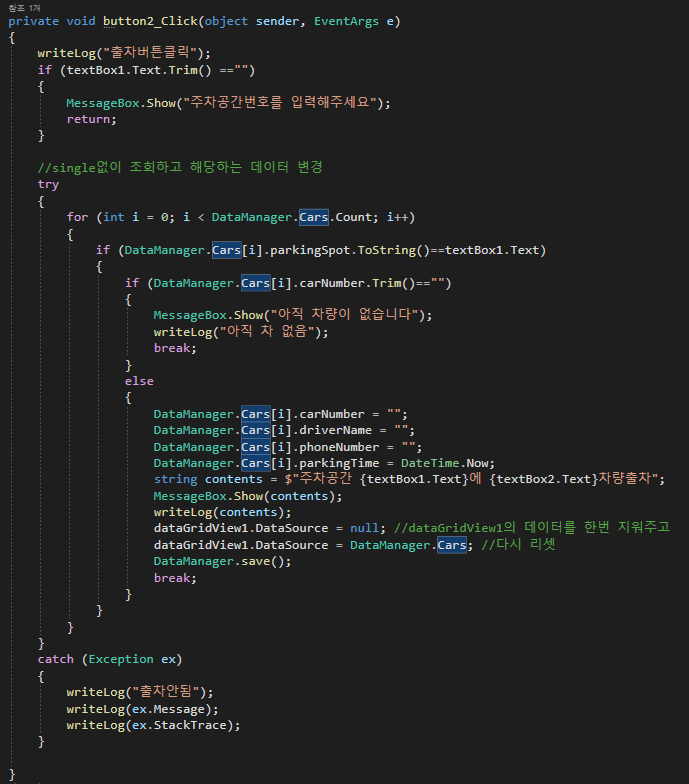 참조 1개
private void button2_Click(object sender, EventArgs e)
{
    writeLog("출차버튼클릭");
    if (textBox1.Text.Trim() =="")
    {
        MessageBox.Show("주차공간번호를 입력해주세요");
        return;
    }

    //single없이 조회하고 해당하는 데이터 변경
    try
    {
        for (int i = 0; i < DataManager.Cars.Count; i++)
        {
            if (DataManager.Cars[i].parkingSpot.ToString()==textBox1.Text)
            {
                if (DataManager.Cars[i].carNumber.Trim()=="")
                {
                    MessageBox.Show("아직 차량이 없습니다");
                    writeLog("아직 차 없음");
                    break;
                }
                else
                {
                    DataManager.Cars[i].carNumber = "";
                    DataManager.Cars[i].driverName = "";
                    DataManager.Cars[i].phoneNumber = "";
                    DataManager.Cars[i].parkingTime = DateTime.Now;
                    string contents = $"주차공간 {textBox1.Text}에 {textBox2.Text}차량출차";
                    MessageBox.Show(contents);
                    writeLog(contents);
                    dataGridView1.DataSource = null; //dataGridView1의 데이터를 한번 지워주고
                    dataGridView1.DataSource = DataManager.Cars; //다시 리셋
                    DataManager.save();
                    break;
                }
            }
        }
    }
    catch (Exception ex)
    {
        writeLog("출차안됨");
        writeLog(ex.Message);
        writeLog(ex.StackTrace);
    }

}